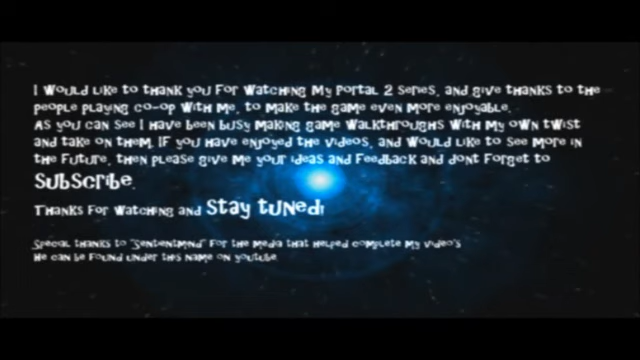 I would like to thank you for watching my Portal 2 series, and give thanks to the
people playing co-op with me, to make the game even more enjoyable.
As you can see I have been busy making game walkthroughs with my own twist
and take on them. If you have enjoyed the videos, and would like to see more in
the future, then please give me your ideas and feedback and dont forget to
Subscribe.
Thanks for watching and Stay tuned!
Special thanks to "Sentientmind" for the media that helped complete my video's
He can be found under this name on youtube